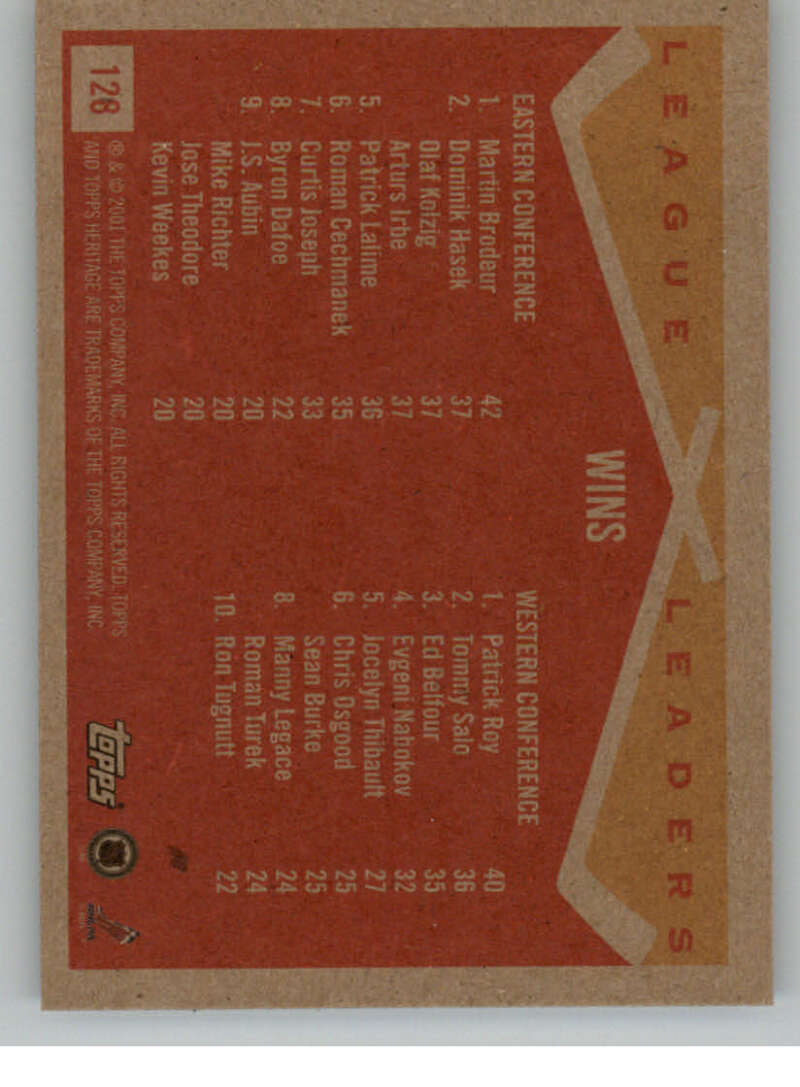 LEAGUE LEADERS
WINS
EASTERN CONFERENCE
1. Martin Brodeur 42
2. Dominik Hasek 37
Olaf Kolzig 37
Arturs Irbe 37
5. Patrick Lalime 36
6. Roman Cechmanek 35
7. Curtis Joseph 33
8. Byron Dafoe 22
9. J.S. Aubin 20
Mike Richter 20
Jose Theodore 20
Kevin Weekes 20
WESTERN CONFERENCE
1. Patrick Roy 40
2. Tommy Salo 36
3. Ed Belfour 35
4. Evgeni Nabokov 32
5. Jocelyn Thibault 27
6. Chris Osgood 25
Sean Burke 25
8. Manny Legace 24
Roman Turek 24
10. Ron Tugnutt 22
126
® & © 2001 THE TOPPS COMPANY, INC. ALL RIGHTS RESERVED. TOPPS
AND TOPPS HERITAGE ARE TRADEMARKS OF THE TOPPS COMPANY, INC.
topps